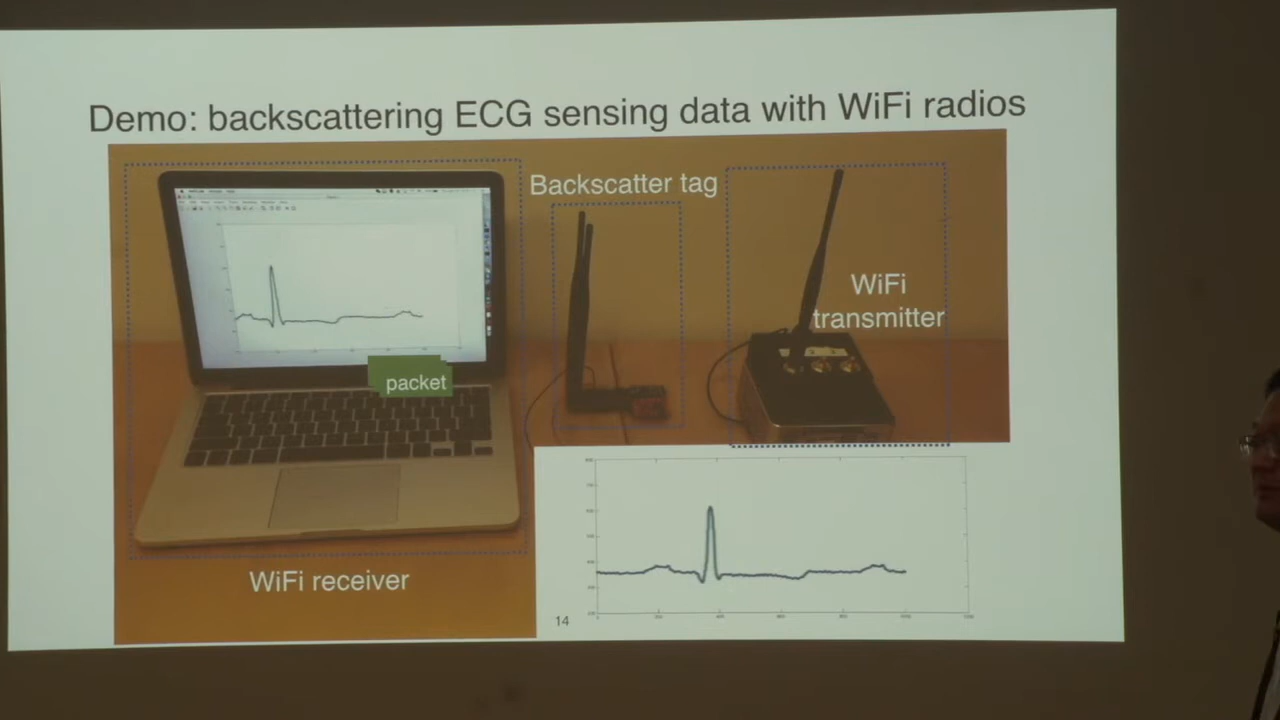 Demo: backscattering ECG sensing data with WiFi radios
Backscatter tag
WiFi
transmitter
packet
WiFi receiver
14